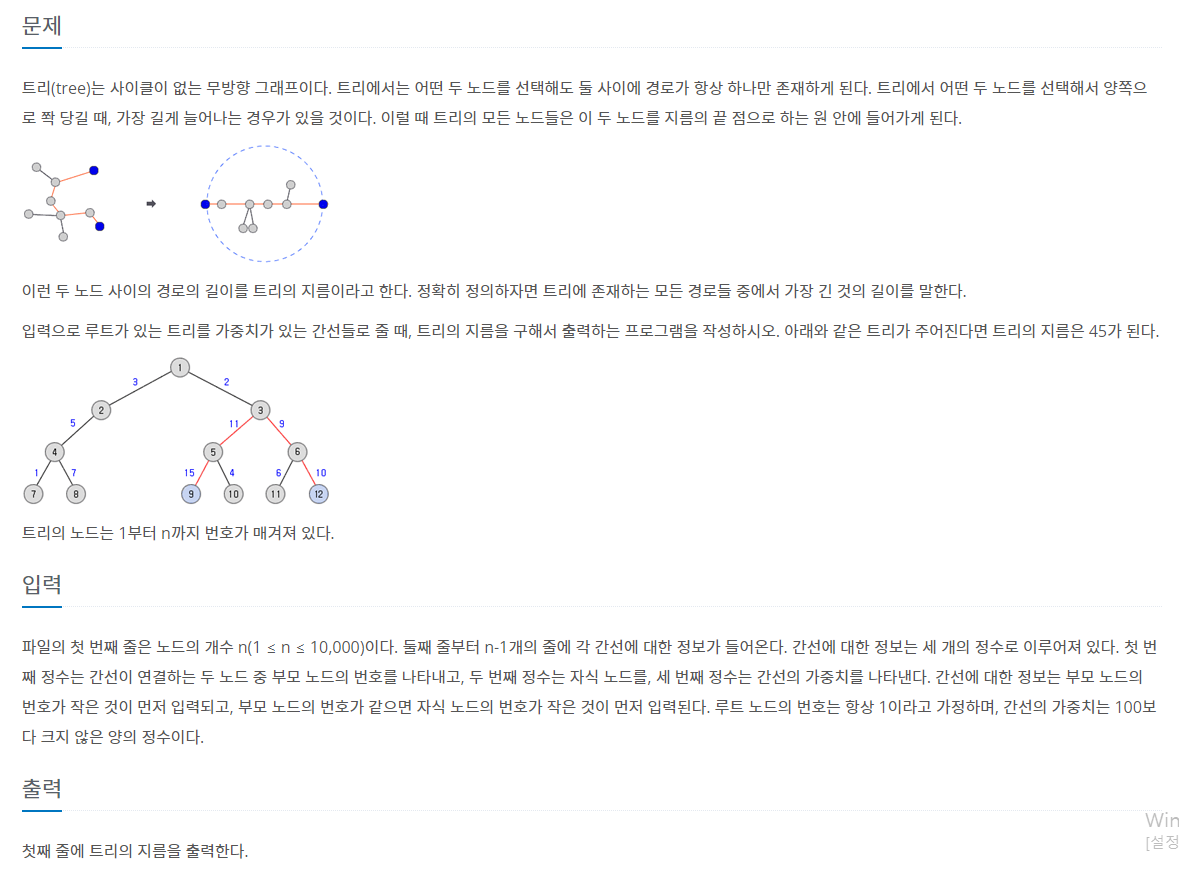 문제
트리(tree)는 사이클이 없는 무방향 그래프이다. 트리에서는 어떤 두 노드를 선택해도 둘 사이에 경로가 항상 하나만 존재하게 된다. 트리에서 어떤 두 노드를 선택해서 양쪽으
로 쫙 당길 때, 가장 길게 늘어나는 경우가 있을 것이다. 이럴 때 트리의 모든 노드들은 이 두 노드를 지름의 끝 점으로 하는 원 안에 들어가게 된다.
이런 두 노드 사이의 경로의 길이를 트리의 지름이라고 한다. 정확히 정의하자면 트리에 존재하는 모든 경로들 중에서 가장 긴 것의 길이를 말한다.
입력으로 루트가 있는 트리를 가중치가 있는 간선들로 줄 때, 트리의 지름을 구해서 출력하는 프로그램을 작성하시오. 아래와 같은 트리가 주어진다면 트리의 지름은 45가 된다.
1
3 2
2 3
5 11 9
4 5 6
1 7 15 4 6 10
7 8 9 10 11 12
트리의 노드는 1부터 n까지 번호가 매겨져 있다.
입력
파일의 첫 번째 줄은 노드의 개수 n(1 ≤ n ≤ 10,000)이다. 둘째 줄부터 n-1개의 줄에 각 간선에 대한 정보가 들어온다. 간선에 대한 정보는 세 개의 정수로 이루어져 있다. 첫 번
째 정수는 간선이 연결하는 두 노드 중 부모 노드의 번호를 나타내고, 두 번째 정수는 자식 노드를, 세 번째 정수는 간선의 가중치를 나타낸다. 간선에 대한 정보는 부모 노드의
번호가 작은 것이 먼저 입력되고, 부모 노드의 번호가 같으면 자식 노드의 번호가 작은 것이 먼저 입력된다. 루트 노드의 번호는 항상 1이라고 가정하며, 간선의 가중치는 100보
다 크지 않은 양의 정수이다.
출력
Win
[설정
첫째 줄에 트리의 지름을 출력한다.